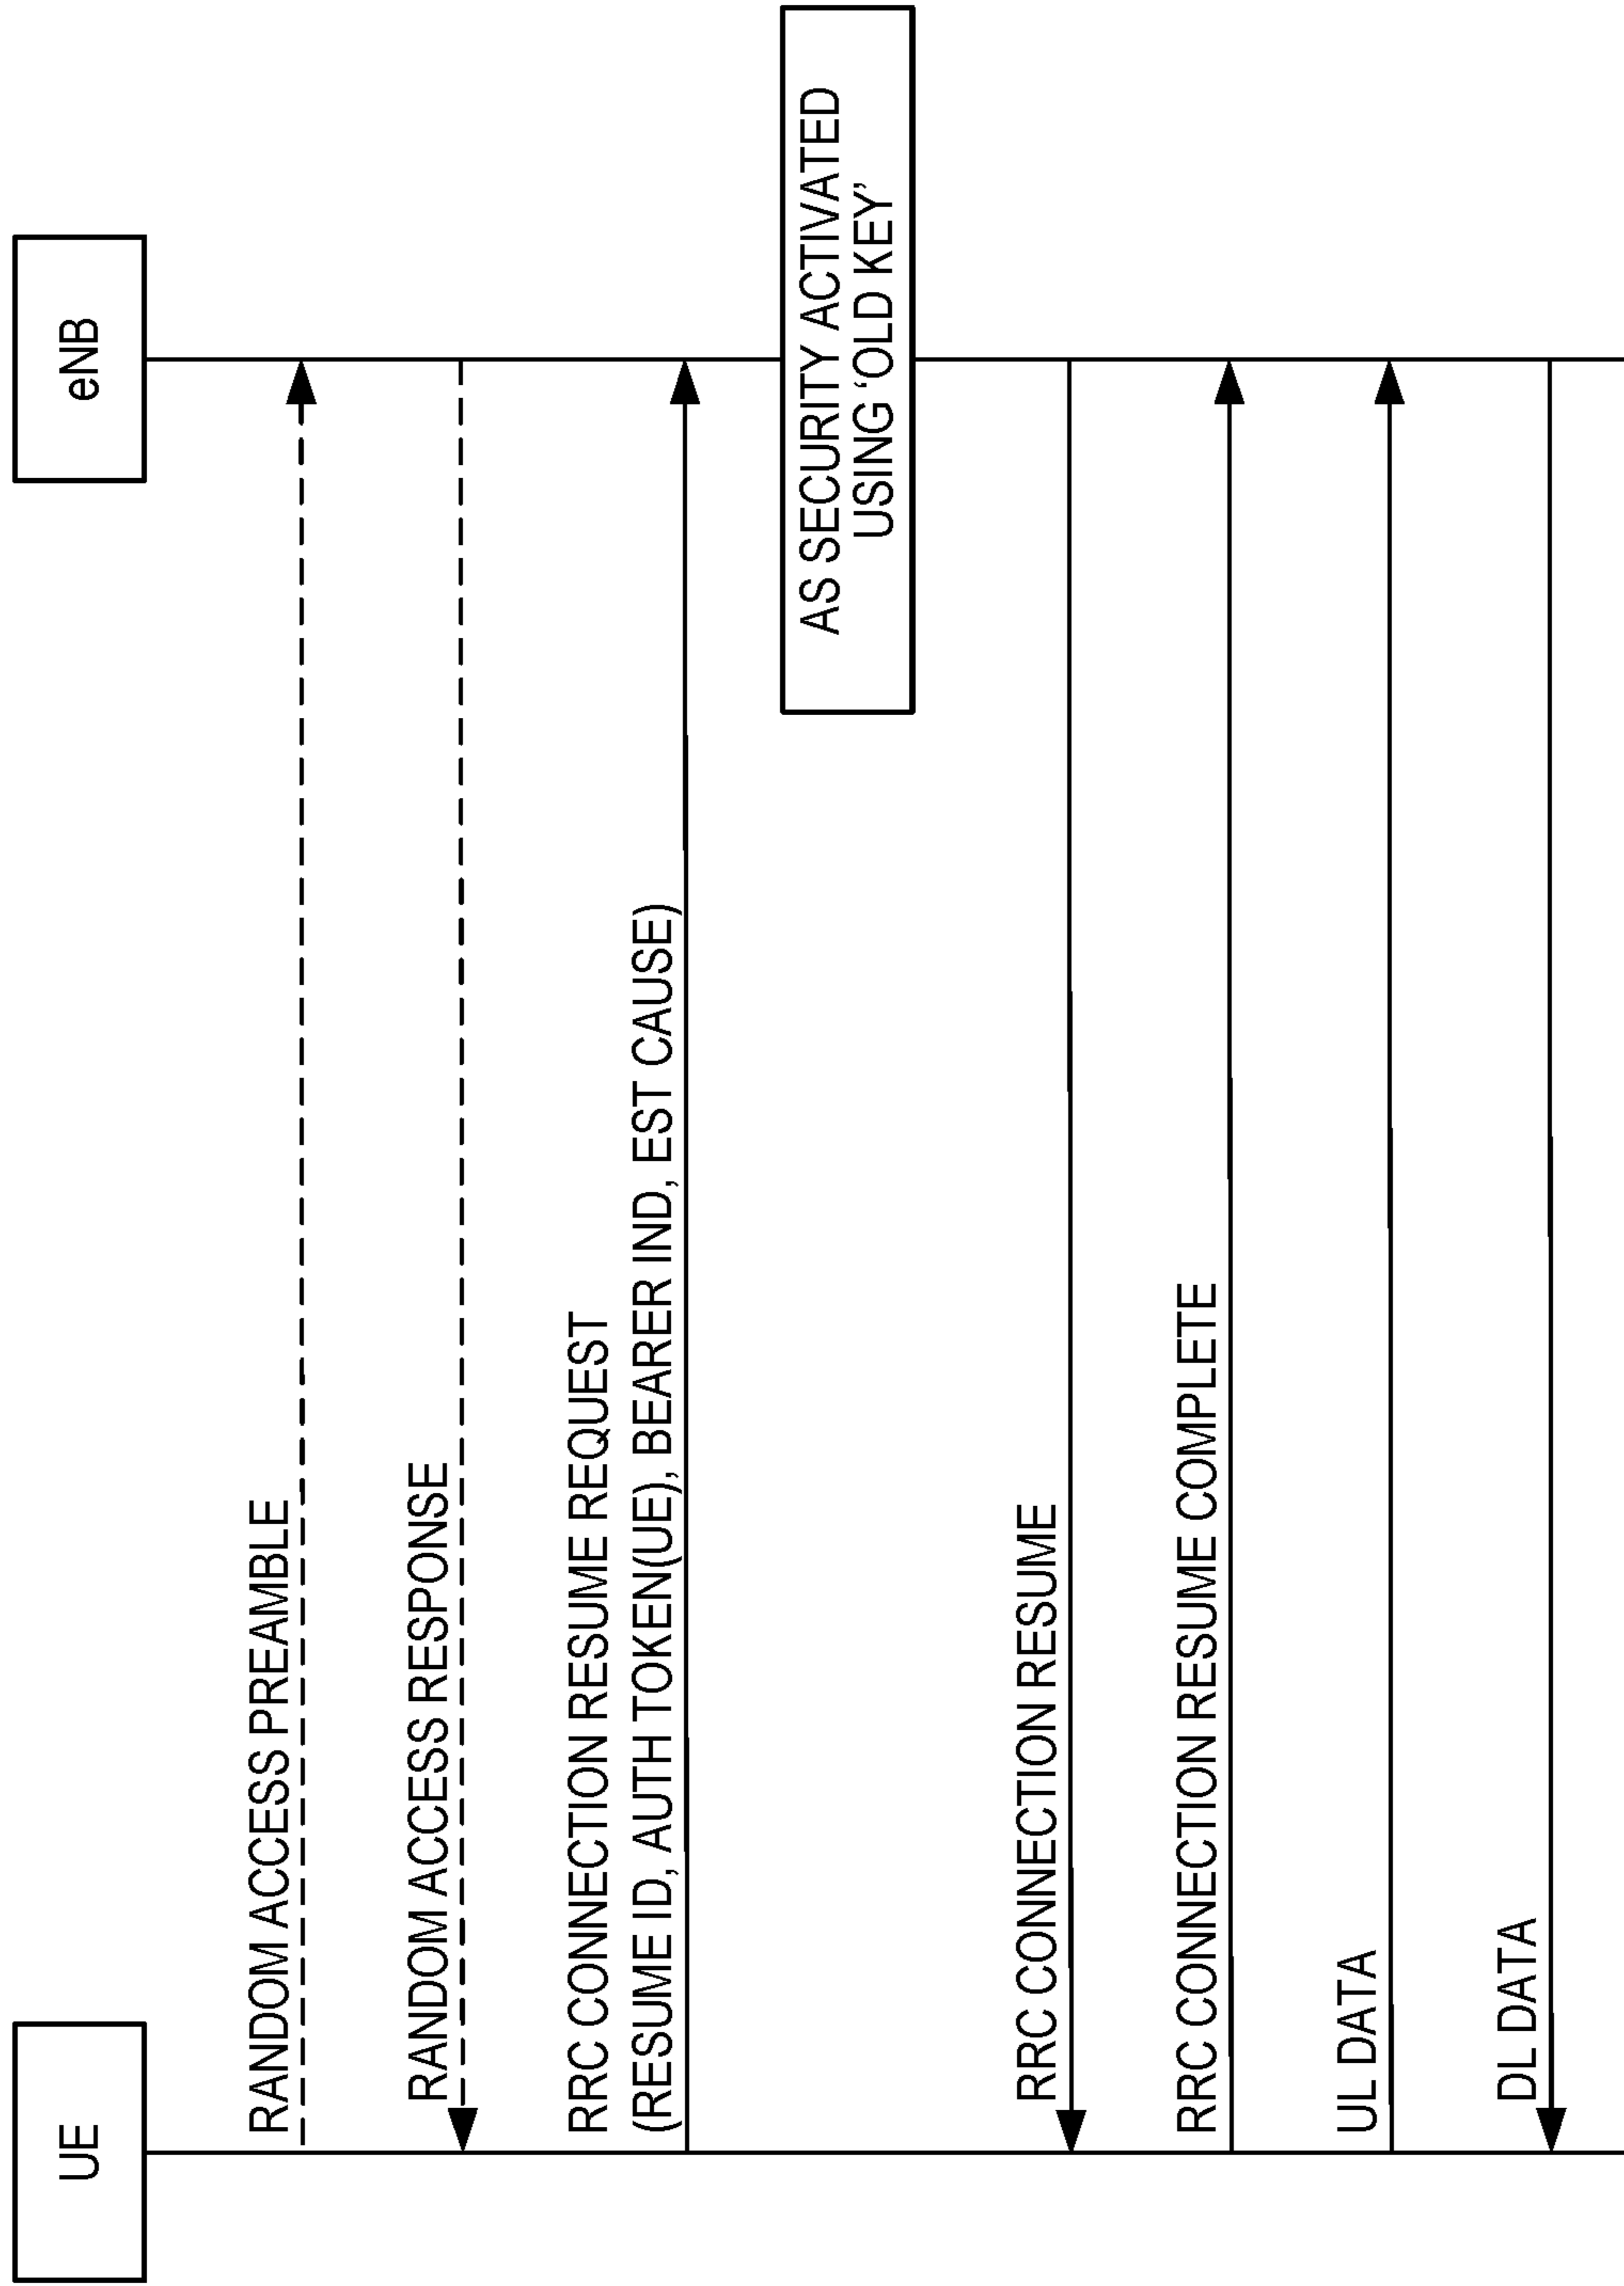 UE
eNB
RANDOM ACCESS PREAMBLE
RANDOM ACCESS RESPONSE
RRC CONNECTION RESUME REQUEST
(RESUME ID, AUTH TOKEN(UE), BEARER IND, EST CAUSE)
AS SECURITY ACTIVATED
USING ‘OLD KEY’
RRC CONNECTION RESUME
RRC CONNECTION RESUME COMPLETE
UL DATA
DL DATA